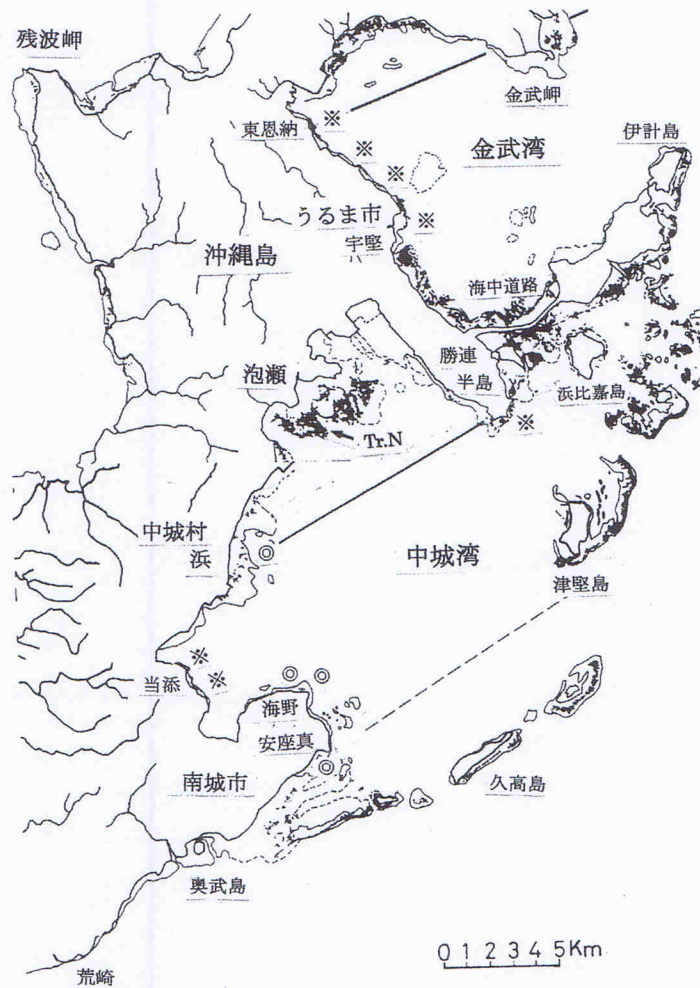 残波岬
金武岬
東恩納
※
金武湾
伊計島
※
※
うるま市
※
宇堅
沖縄島
海中道路
勝連
半島
泡瀬
浜比嘉島
※
Tr.N
中城村
浜
◎
中城湾
津堅島
※
※
当添
◎
◎
海野
安座真
◎
南城市
久高島
奥武島
0 1 2 3 4 5Km
荒崎